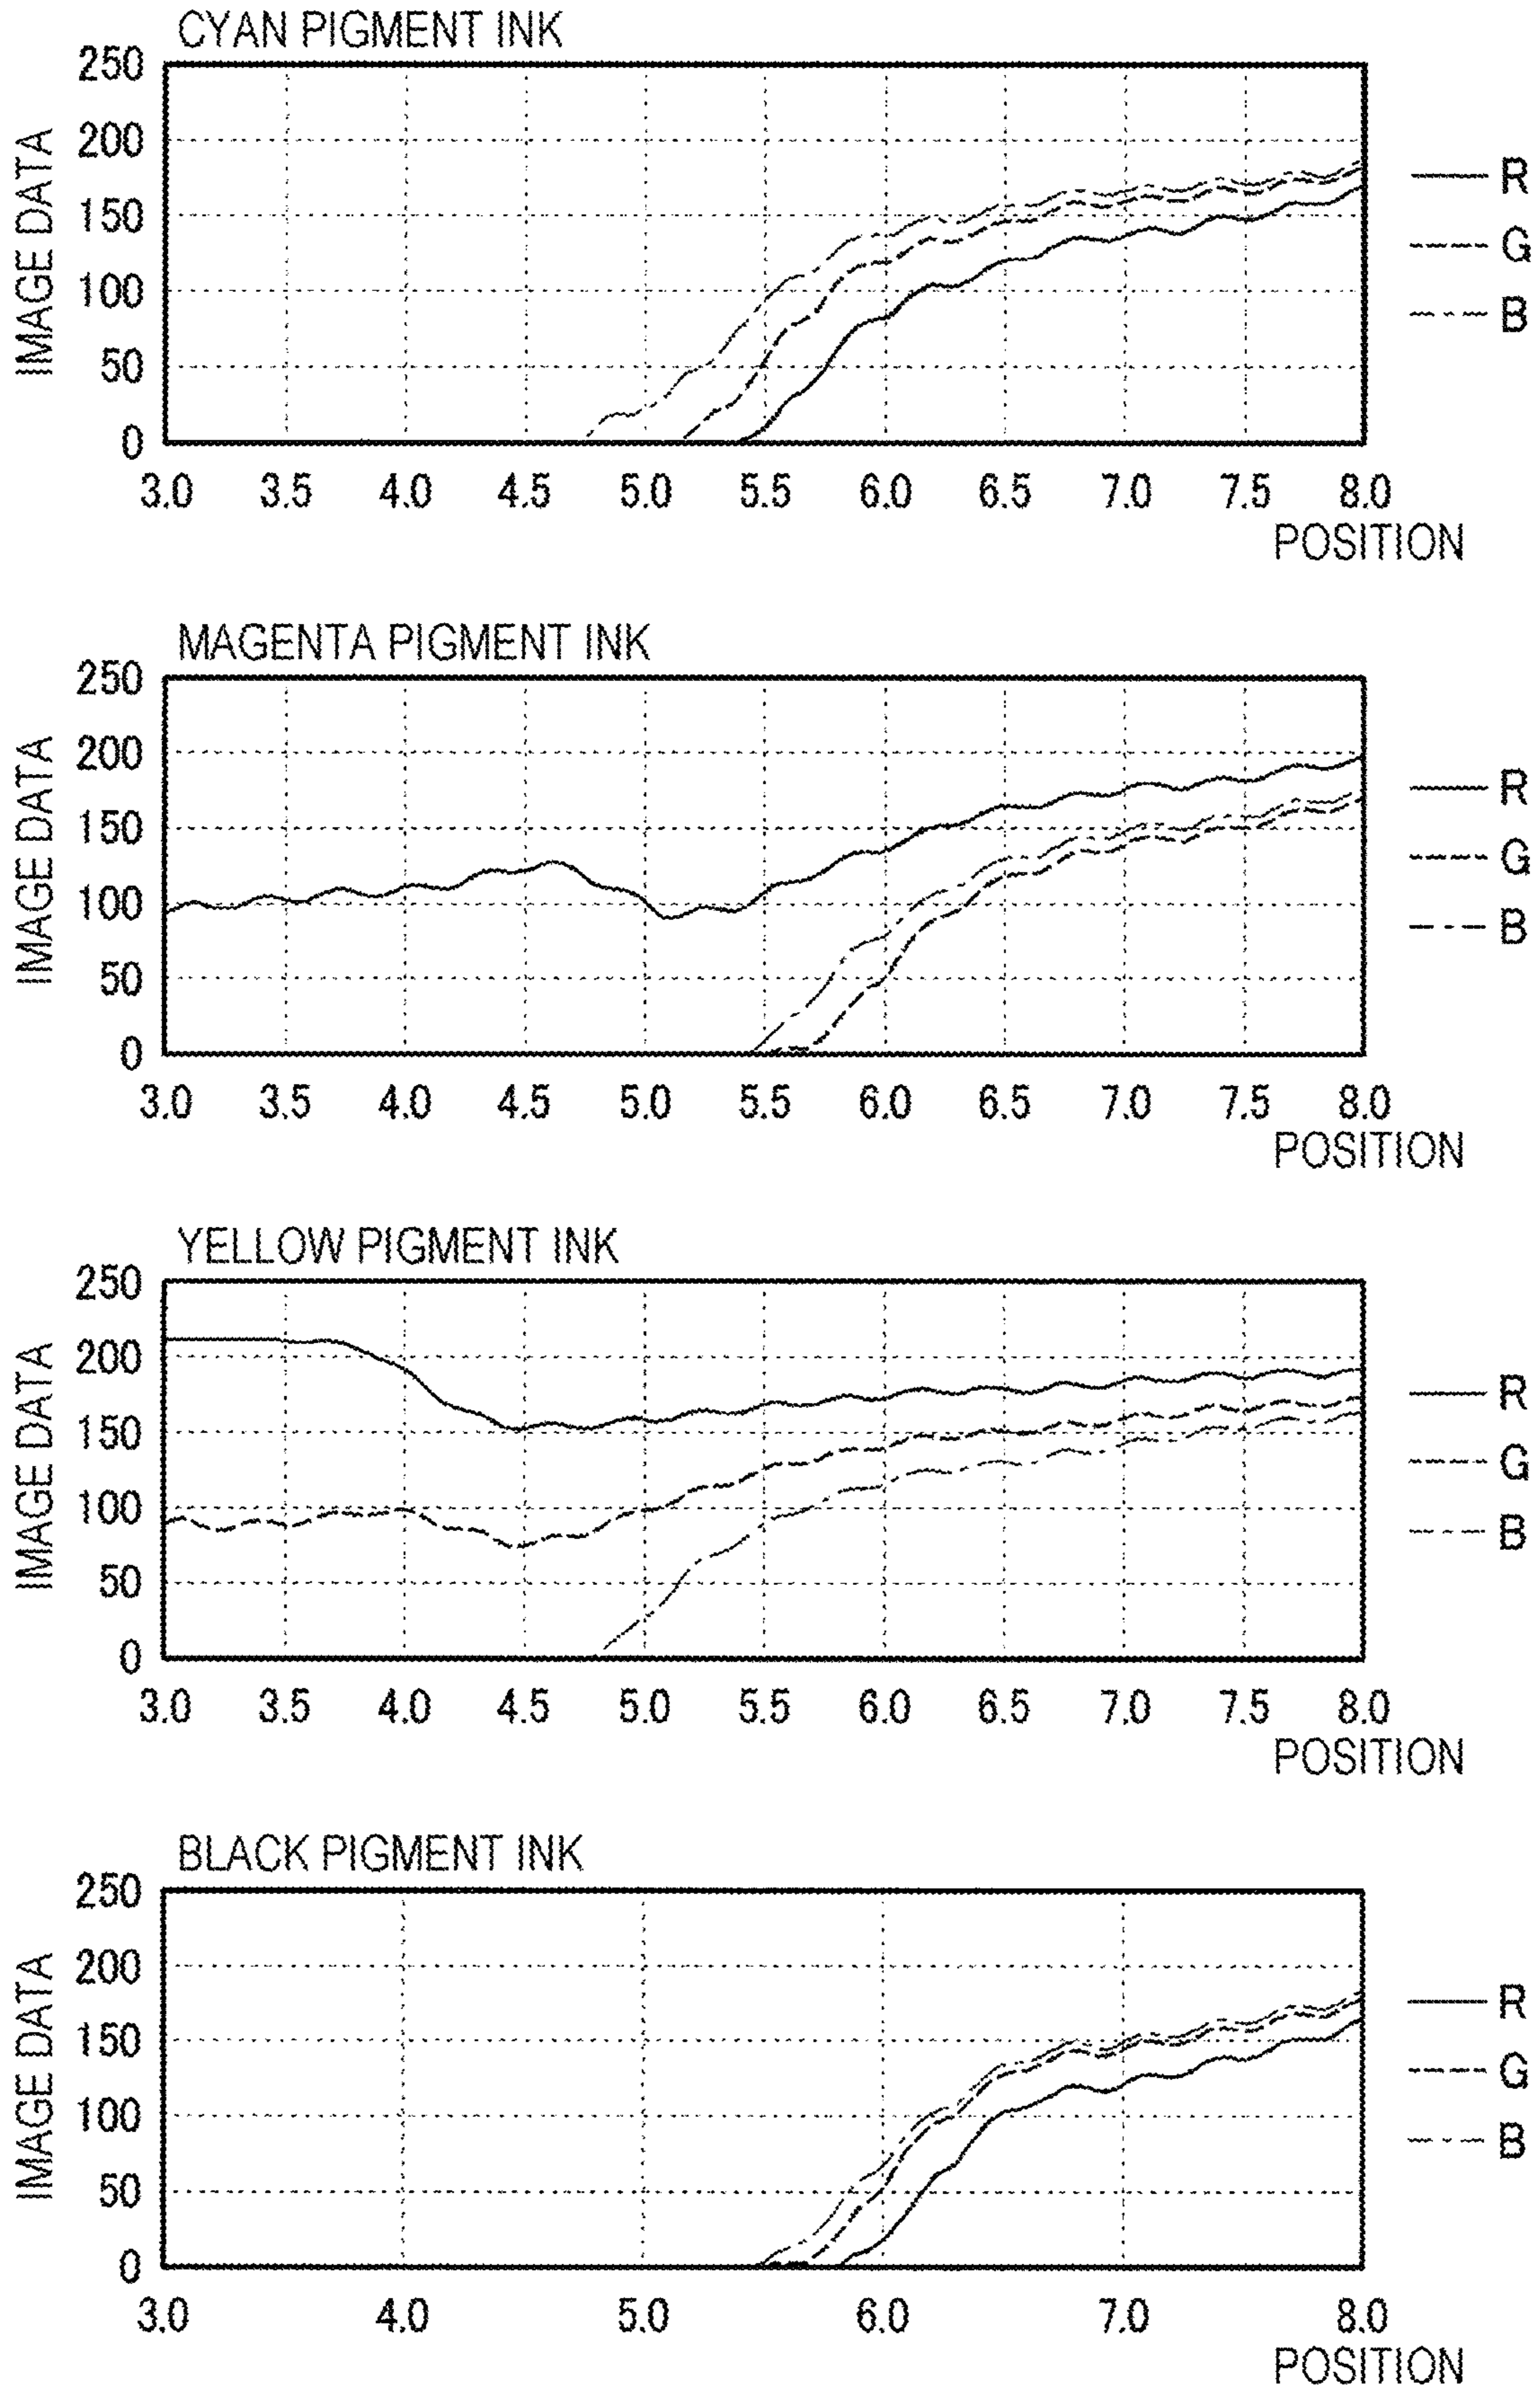 CYAN PIGMENT INK
250
200
150
100
50
0
IMAGE DATA
3.0 3.5 4.0 4.5 5.0 5.5 6.0 6.5 7.0 7.5 8.0
POSITION
R
G
B
MAGENTA PIGMENT INK
250
200
150
100
50
0
IMAGE DATA
3.0 3.5 4.0 4.5 5.0 5.5 6.0 6.5 7.0 7.5 8.0
POSITION
R
G
B
YELLOW PIGMENT INK
250
200
150
100
50
0
IMAGE DATA
3.0 3.5 4.0 4.5 5.0 5.5 6.0 6.5 7.0 7.5 8.0
POSITION
R
G
B
BLACK PIGMENT INK
250
200
150
100
50
0
IMAGE DATA
3.0 4.0 5.0 6.0 7.0 8.0
POSITION
R
G
B